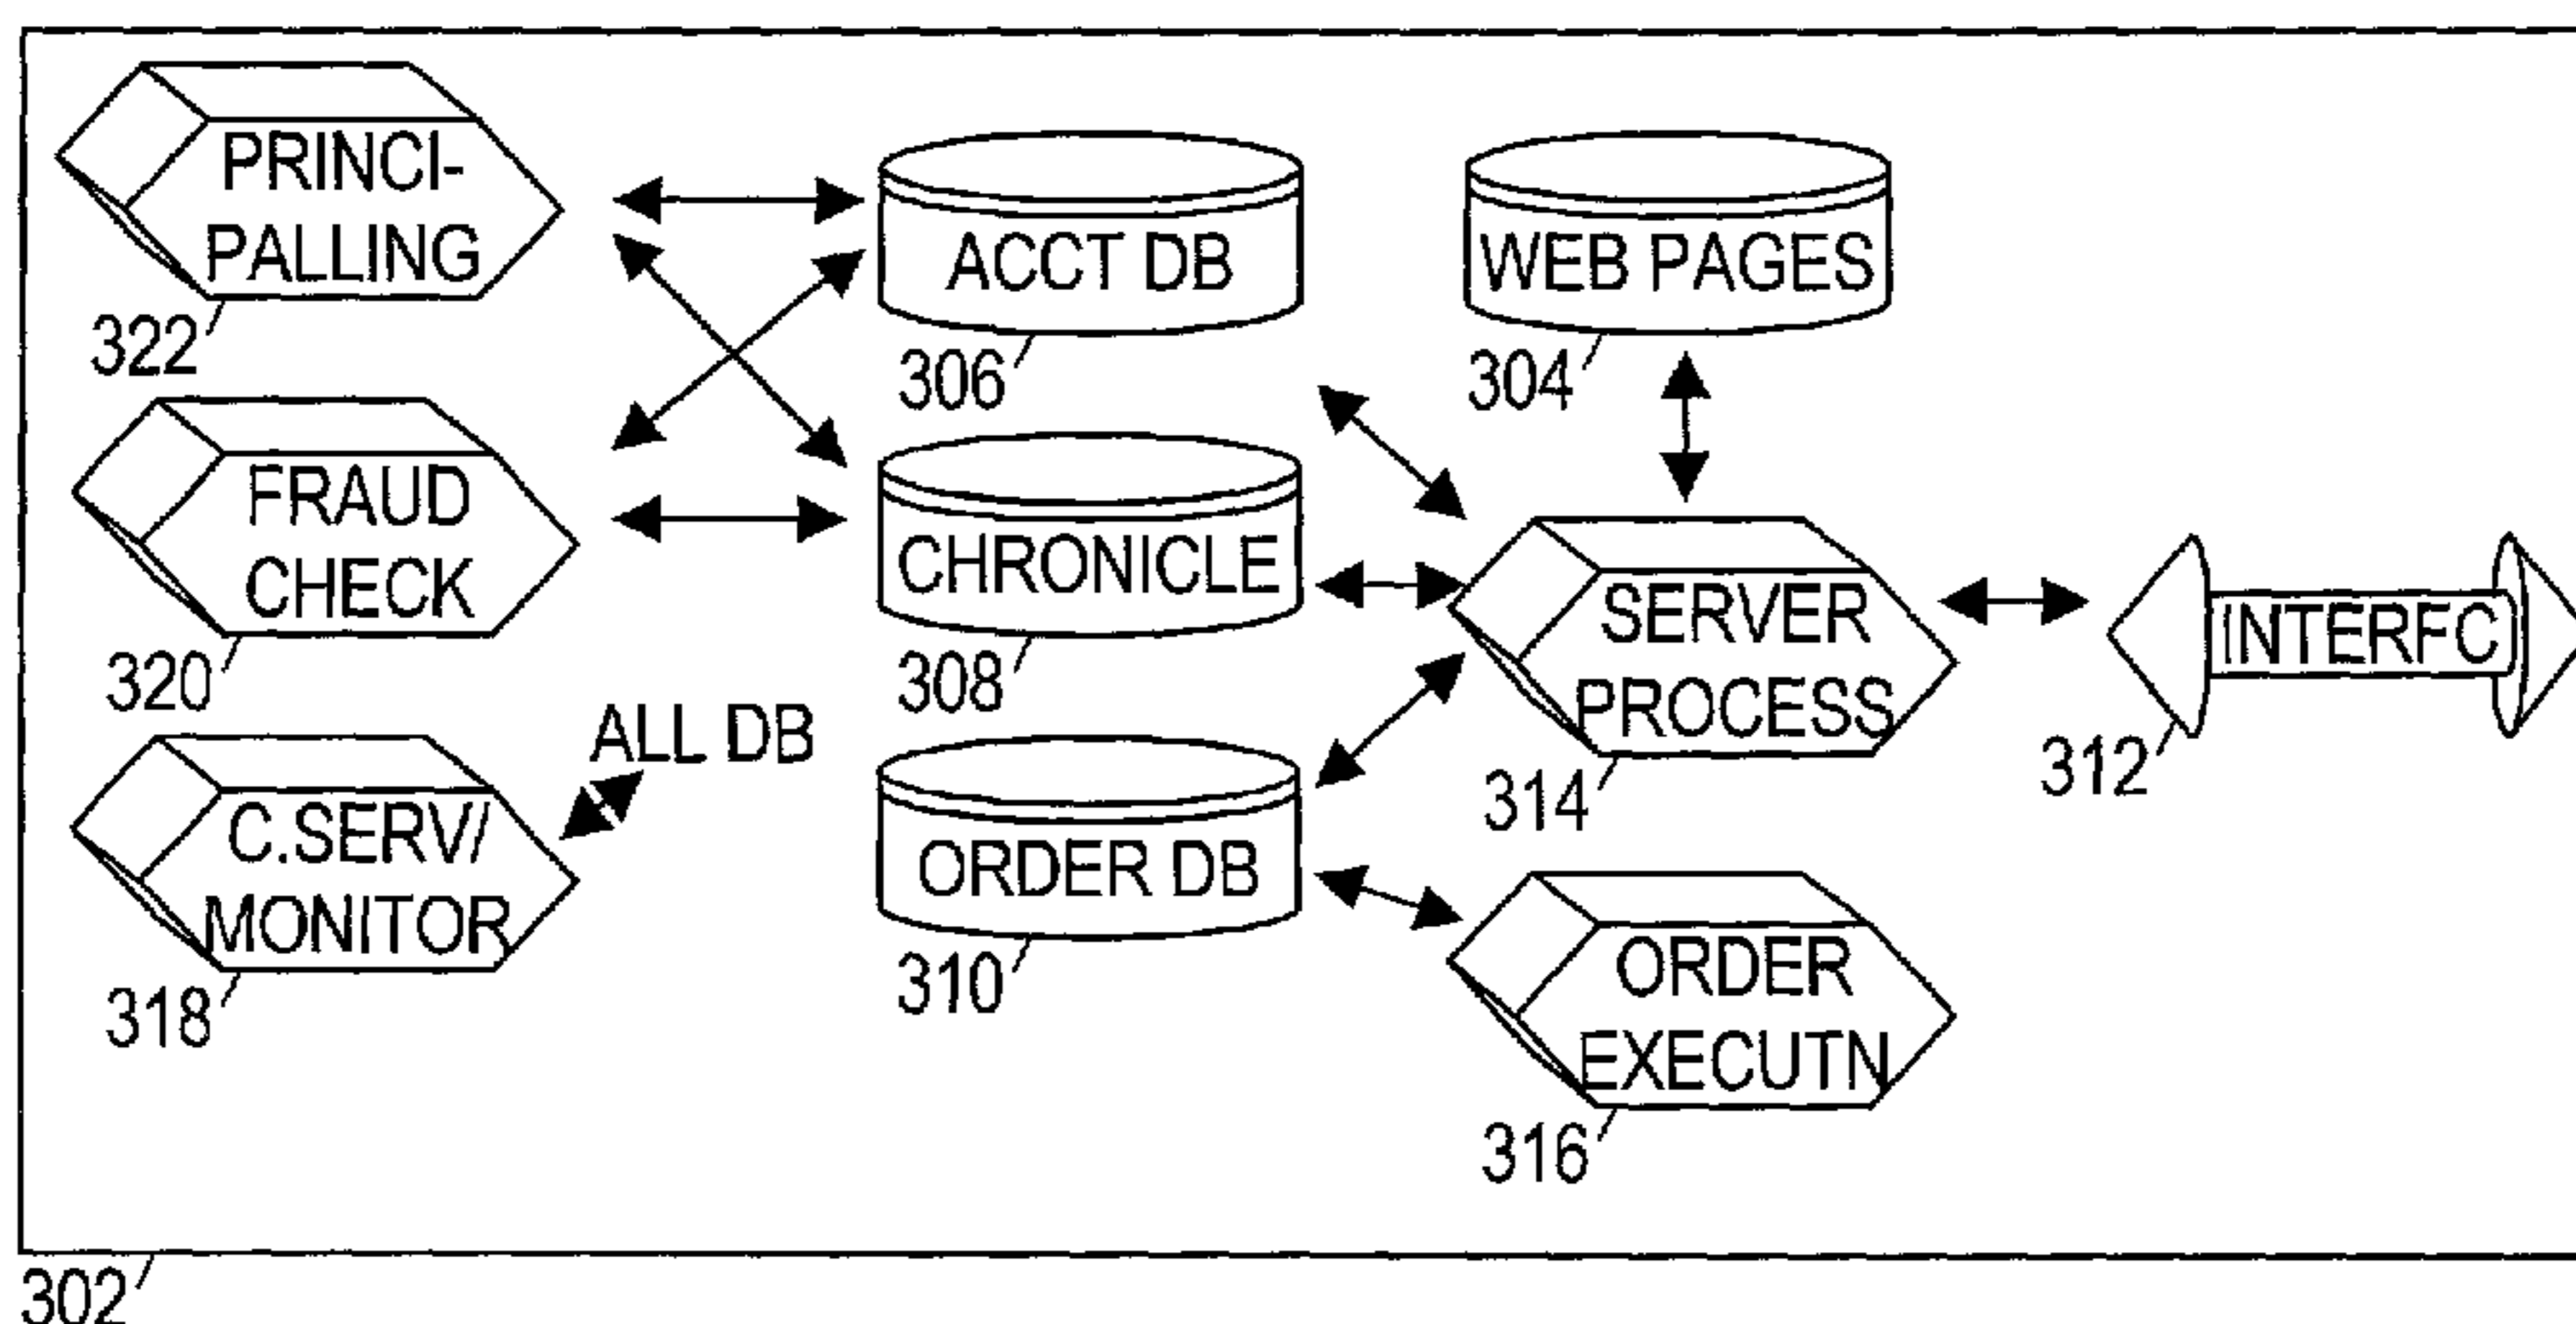 PRINCI-
PALLING
322
ACCT DB
306
WEB PAGES
304
FRAUD
CHECK
320
CHRONICLE
308
SERVER
PROCESS
314
INTERFC
312
ALL DB
C.SERV/
MONITOR
318
ORDER DB
310
ORDER
EXECUTN
316
302